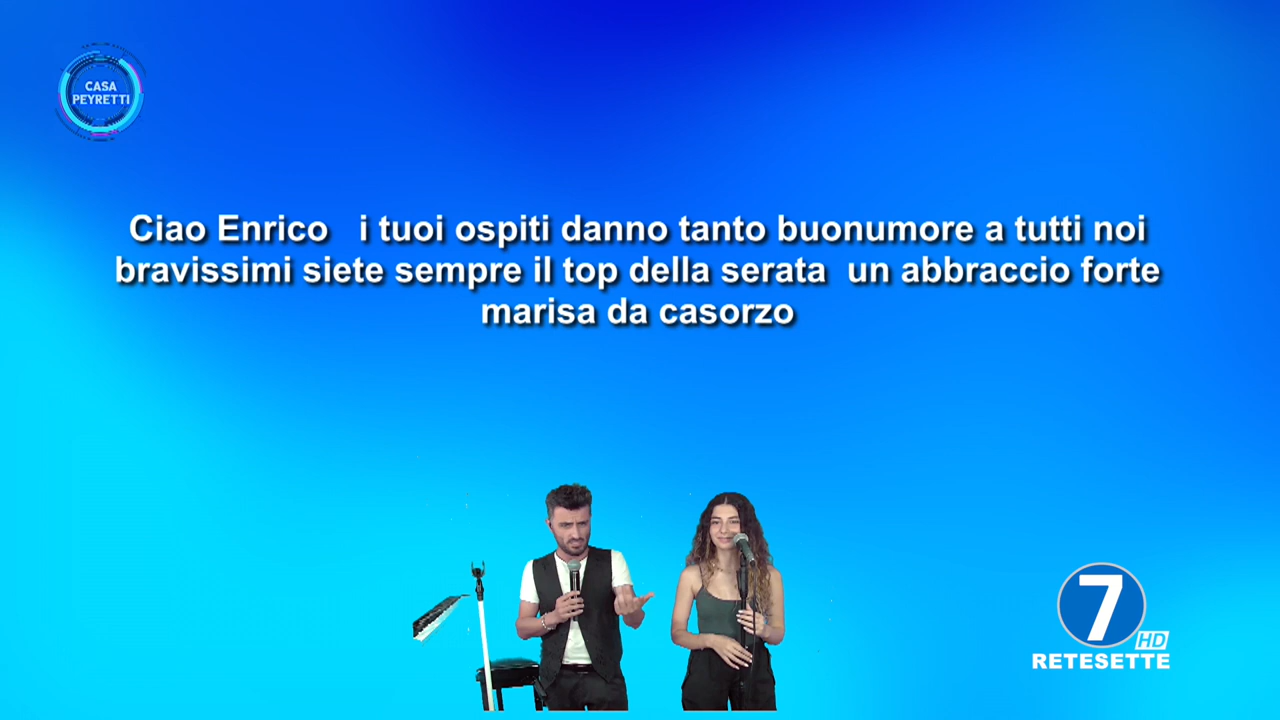 CASA
PEYRETTI
Ciao Enrico   i tuoi ospiti danno tanto buonumore a tutti noi
bravissimi siete sempre il top della serata  un abbraccio forte
marisa da casorzo
7
HD
RETESETTE